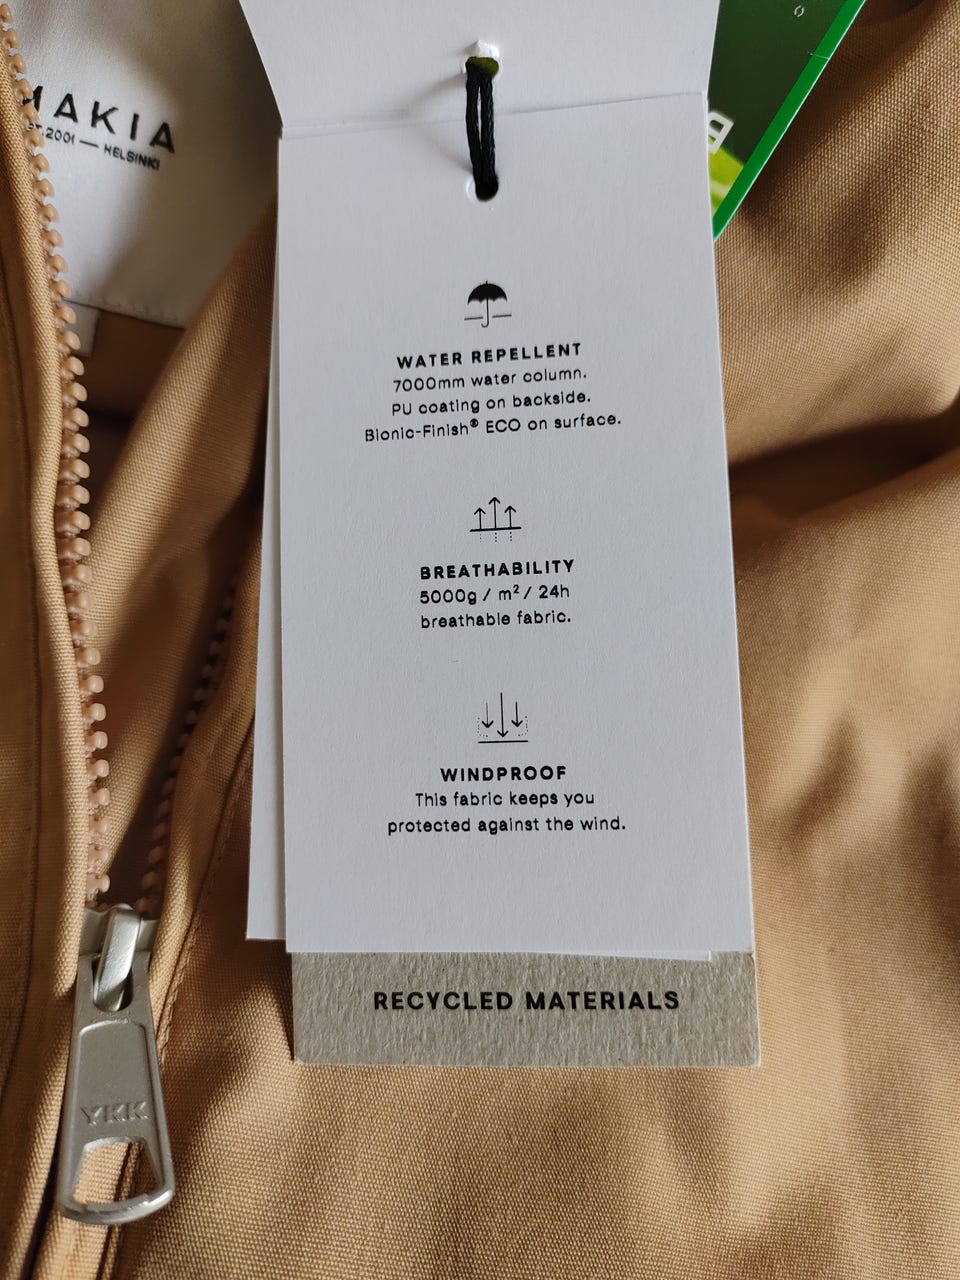 MAKIA
EST. 2001 — HELSINKI
WATER REPELLENT
7000mm water column.
PU coating on backside.
Bionic-Finish® ECO on surface.
BREATHABILITY
5000g / m² / 24h
breathable fabric.
WINDPROOF
This fabric keeps you
protected against the wind.
RECYCLED MATERIALS
YKK